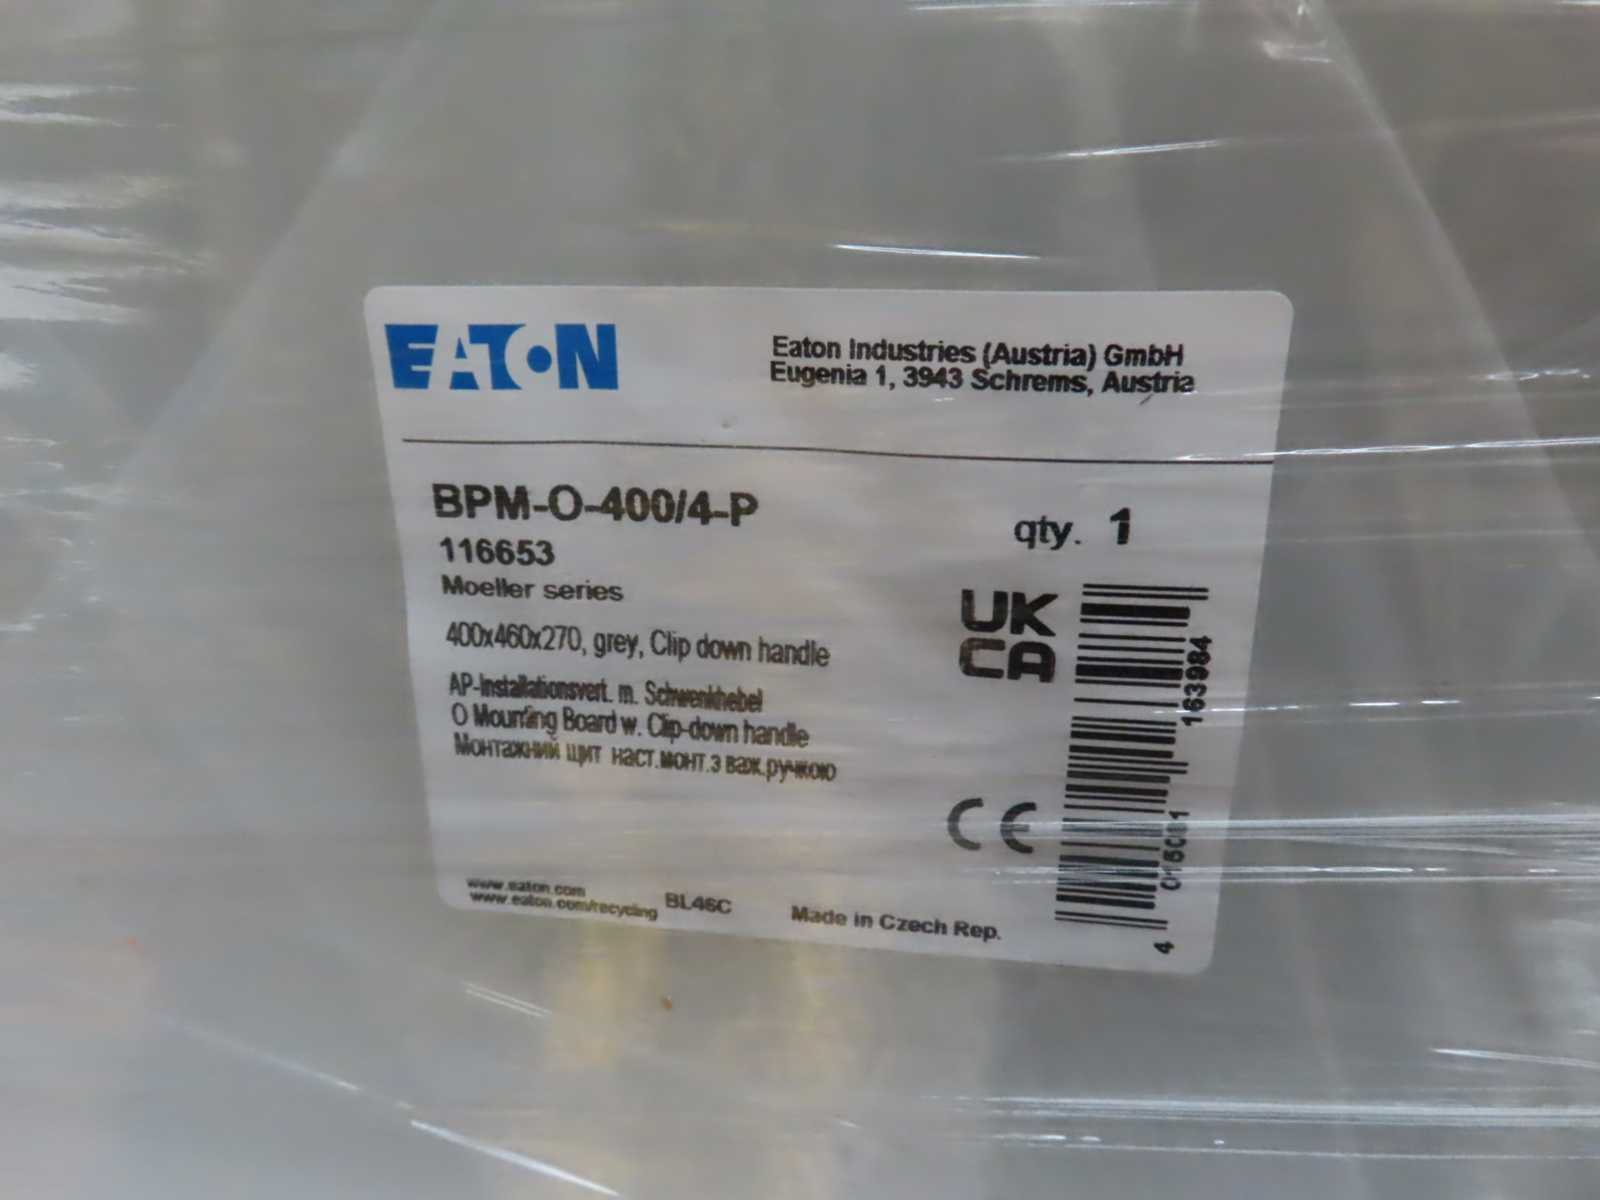 EATON
Eaton Industries (Austria) GmbH
Eugenia 1, 3943 Schrems, Austria
BPM-O-400/4-P
116653
Moeller series
qty. 1
400x460x270, grey, Clip down handle
AP-Installationsvert. m. Schwenkhebel
O Mounting Board w. Clip-down handle
Монтажний щит наст.монт.з важ.ручкою
UK
CA
CE
4 015081 163984
www.eaton.com
www.eaton.com/recycling
BL46C
Made in Czech Rep.